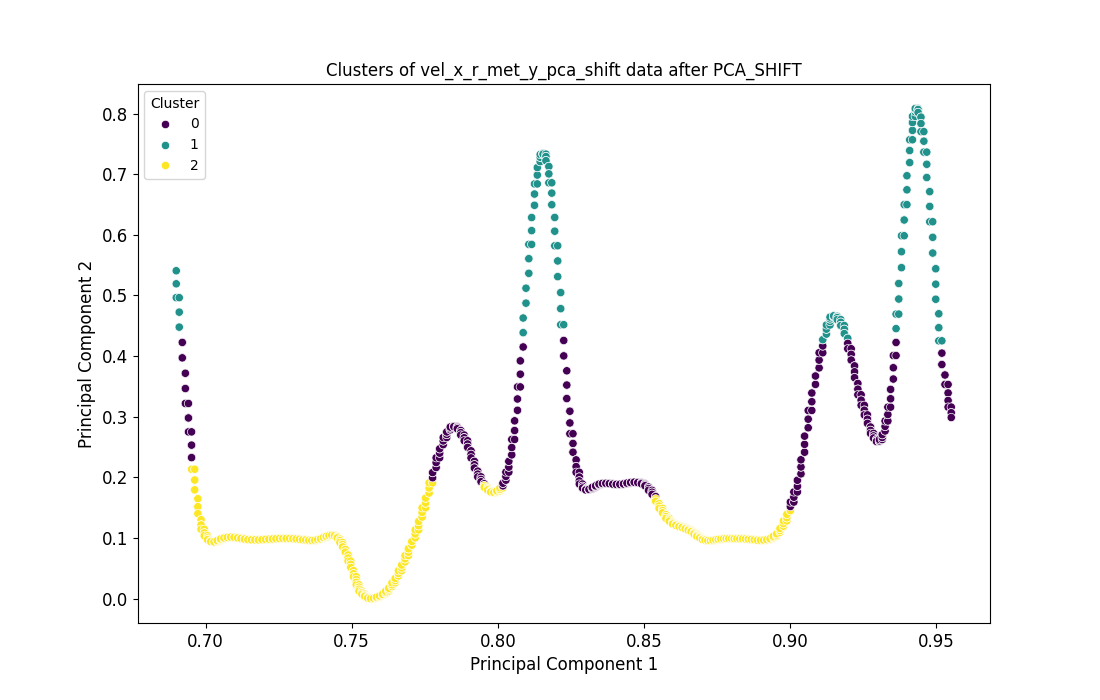 Clusters of vel_x_r_met_y_pca_shift data after PCA_SHIFT
Cluster
0
1
2
Principal Component 2
0.8
0.7
0.6
0.5
0.4
0.3
0.2
0.1
0.0
0.70 0.75 0.80 0.85 0.90 0.95
Principal Component 1